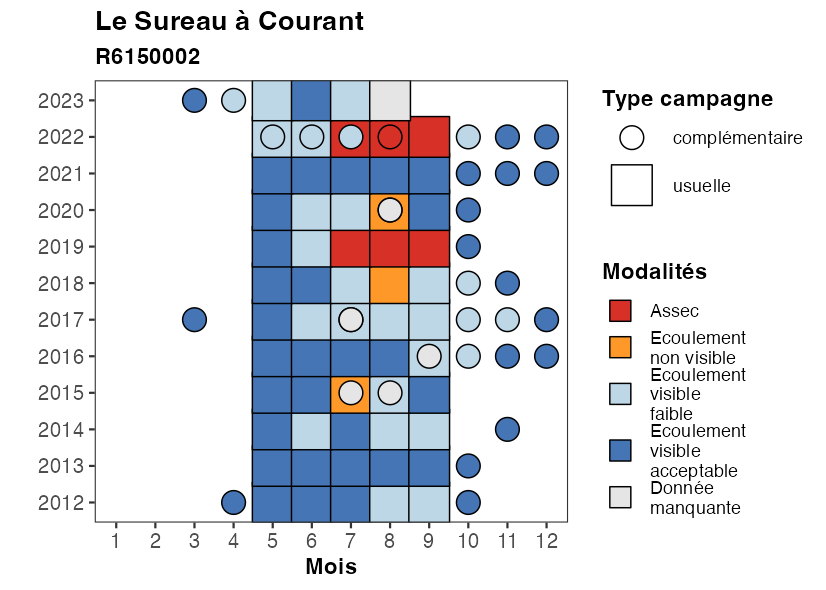 Le Sureau à Courant
R6150002
2023
2022
2021
2020
2019
2018
2017
2016
2015
2014
2013
2012
1 2 3 4 5 6 7 8 9 10 11 12
Mois
Type campagne
complémentaire
usuelle
Modalités
Assec
Ecoulement
non visible
Ecoulement
visible
faible
Ecoulement
visible
acceptable
Donnée
manquante